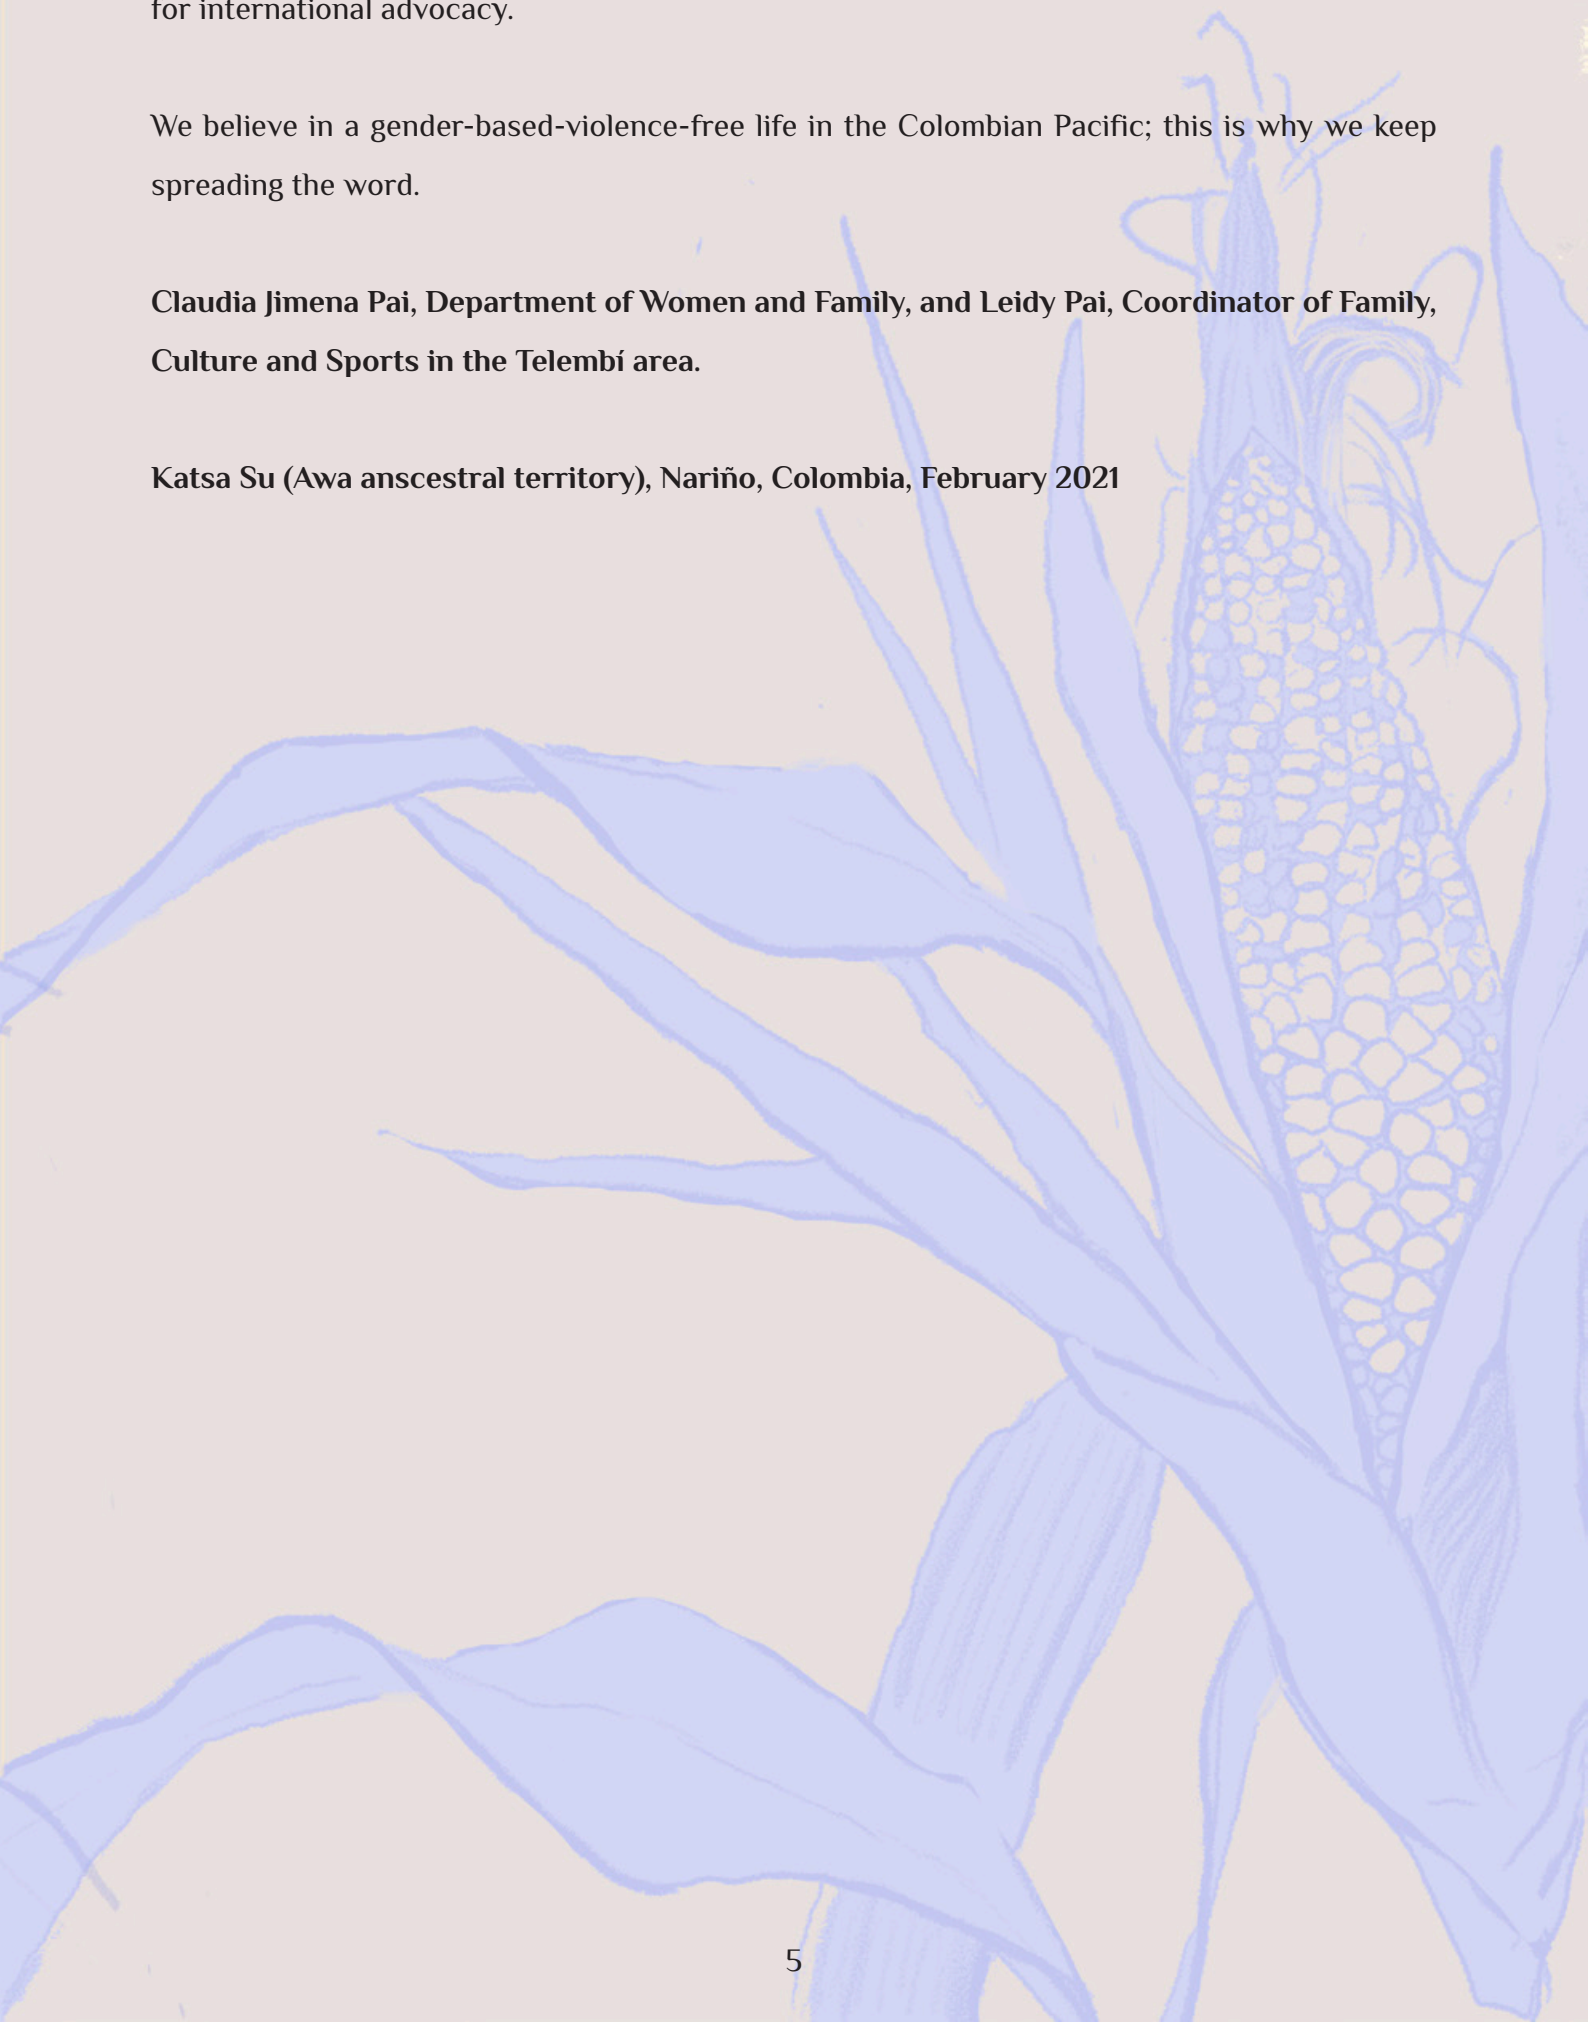 for international advocacy.
We believe in a gender-based-violence-free life in the Colombian Pacific; this is why we keep
spreading the word.
Claudia Jimena Pai, Department of Women and Family, and Leidy Pai, Coordinator of Family,
Culture and Sports in the Telembí area.
Katsa Su (Awa anscestral territory), Nariño, Colombia, February 2021
5